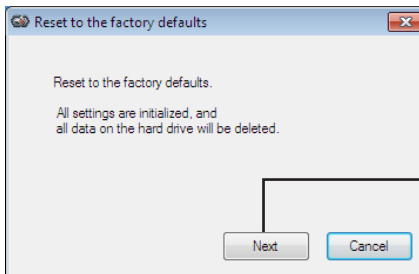 Reset to the factory defaults
Reset to the factory defaults.
All settings are initialized, and
all data on the hard drive will be deleted.
Next
Cancel